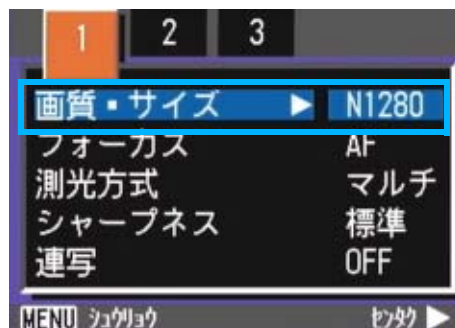 1 2 3
画質・サイズ ▶ N1280
フォーカス AF
測光方式 マルチ
シャープネス 標準
連写 OFF
MENU ｼｭｳﾘｮｳ ｾﾝﾀｸ ▶